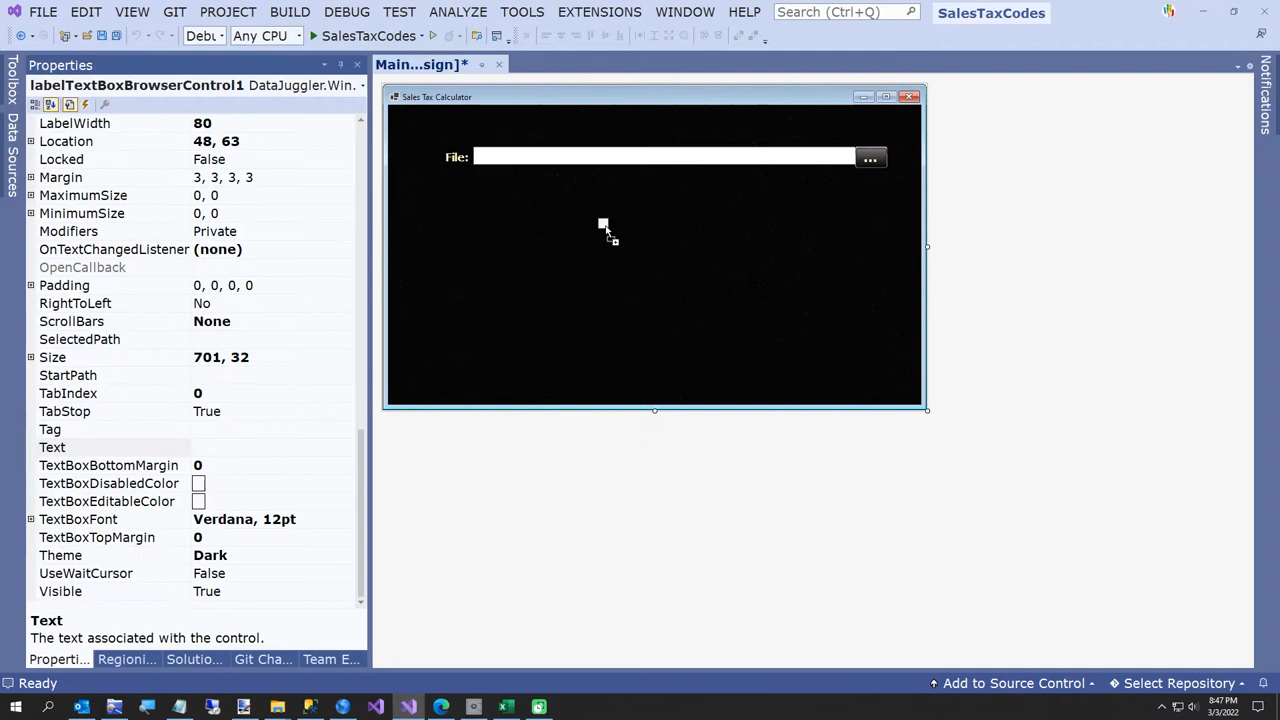 FILE EDIT VIEW GIT PROJECT BUILD DEBUG TEST ANALYZE TOOLS EXTENSIONS WINDOW HELP Search (Ctrl+Q) SalesTaxCodes
Debu Any CPU SalesTaxCodes
Toolbox
Data Sources
Properties
labelTextBoxBrowserControl1 DataJuggler.Win.
LabelWidth 80
Location 48, 63
Locked False
Margin 3, 3, 3, 3
MaximumSize 0, 0
MinimumSize 0, 0
Modifiers Private
OnTextChangedListener (none)
OpenCallback
Padding 0, 0, 0, 0
RightToLeft No
ScrollBars None
SelectedPath
Size 701, 32
StartPath
TabIndex 0
TabStop True
Tag
Text
TextBoxBottomMargin 0
TextBoxDisabledColor
TextBoxEditableColor
TextBoxFont Verdana, 12pt
TextBoxTopMargin 0
Theme Dark
UseWaitCursor False
Visible True
Text
The text associated with the control.
Properti... Regioni... Solutio... Git Cha... Team E...
Main...sign]*
Sales Tax Calculator
File: ...
Notifications
Ready Add to Source Control Select Repository
8:47 PM
3/3/2022